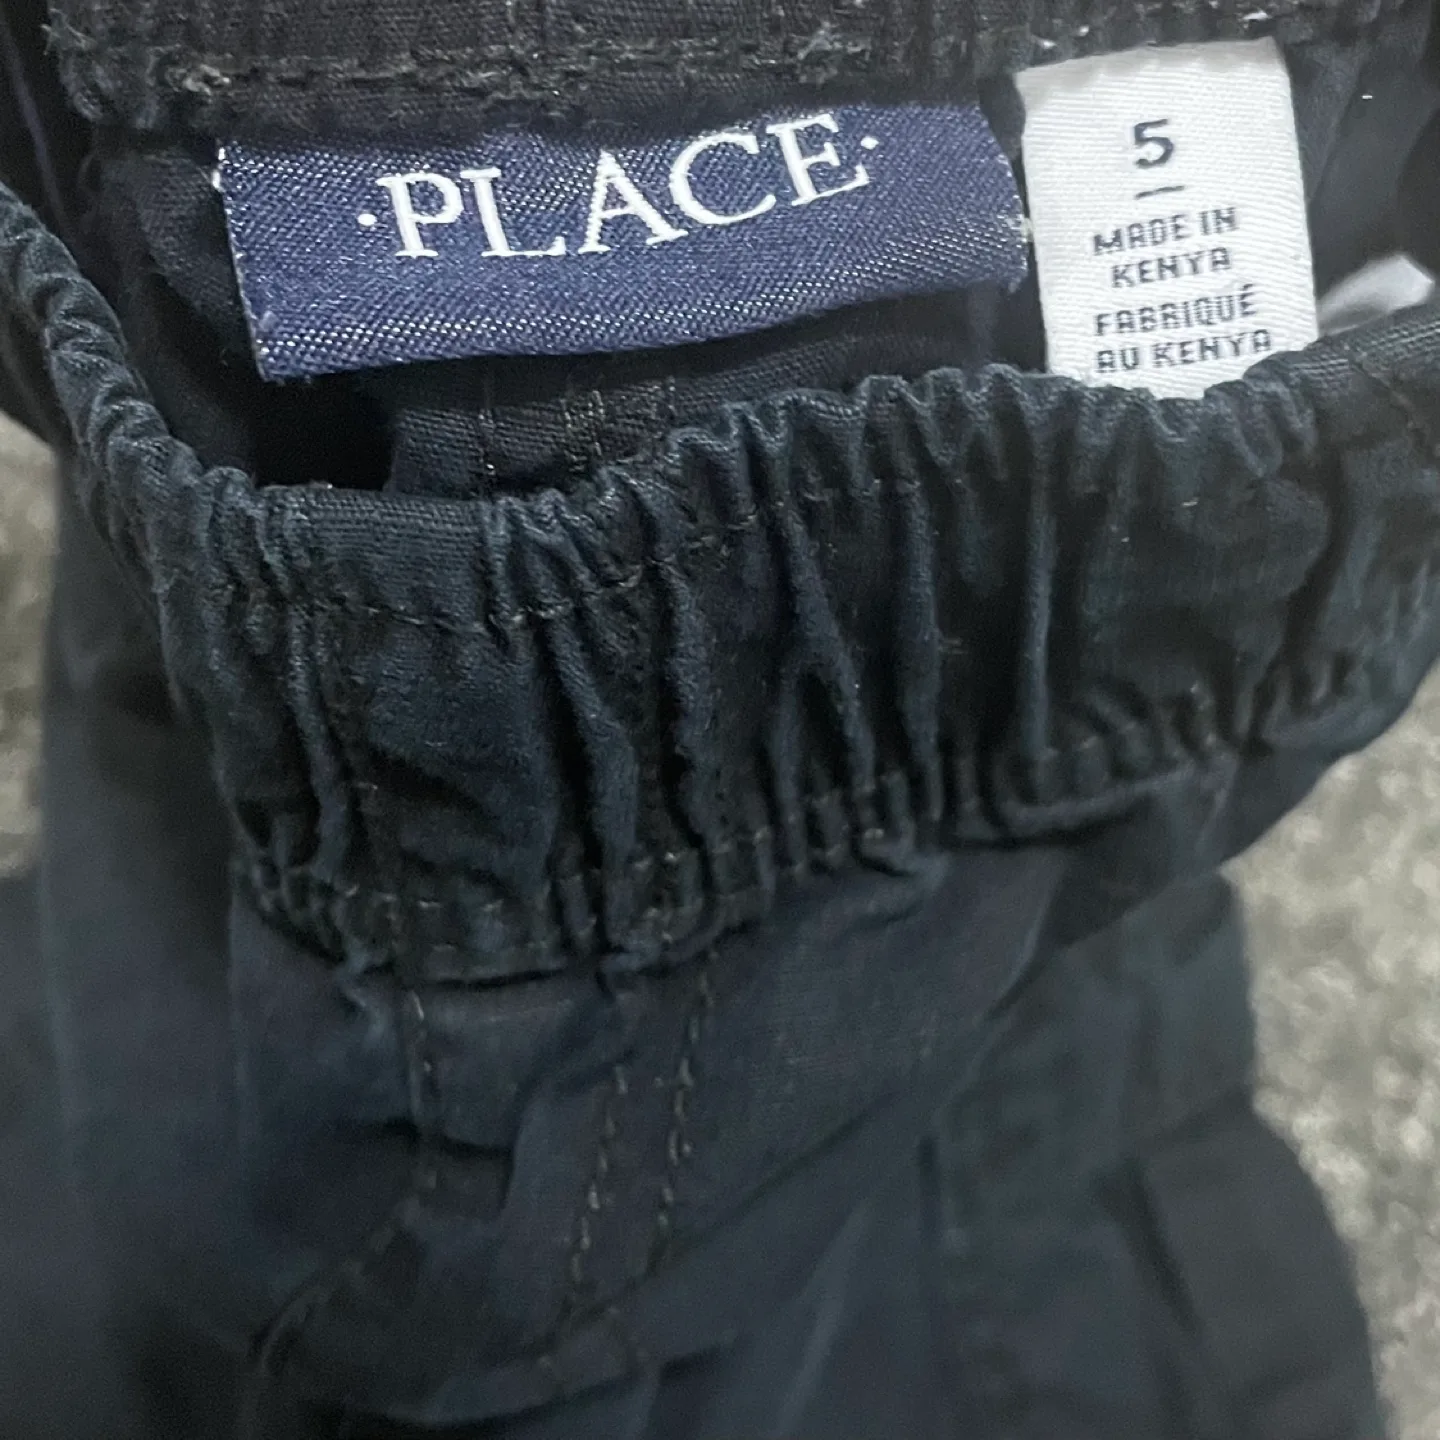 ·PLACE·
5
MADE IN
KENYA
FABRIQUÉ
AU KENYA